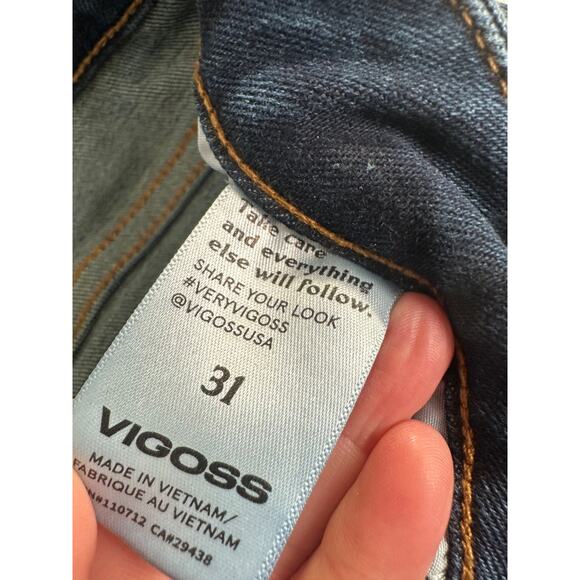 Take care
and everything
else will follow.
SHARE YOUR LOOK
#VERYVIGOSS
@VIGOSSUSA
31
VIGOSS
MADE IN VIETNAM/
FABRIQUE AU VIETNAM
N#110712 CA#29438